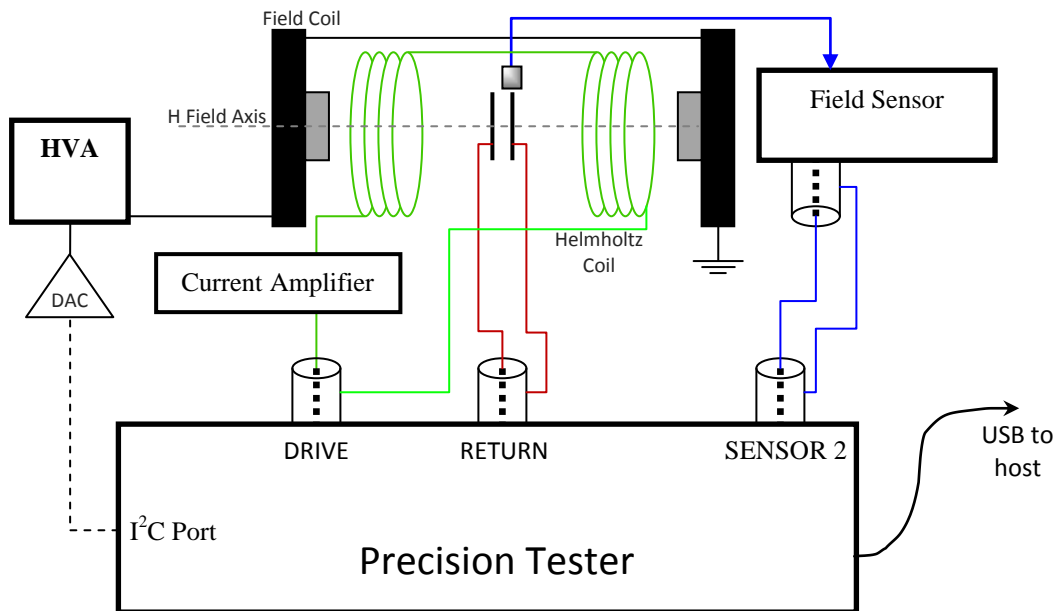 Field Coil
Field Sensor
H Field Axis
HVA
Helmholtz
Coil
Current Amplifier
DAC
DRIVE
RETURN
SENSOR 2
USB to
host
I²C Port
Precision Tester